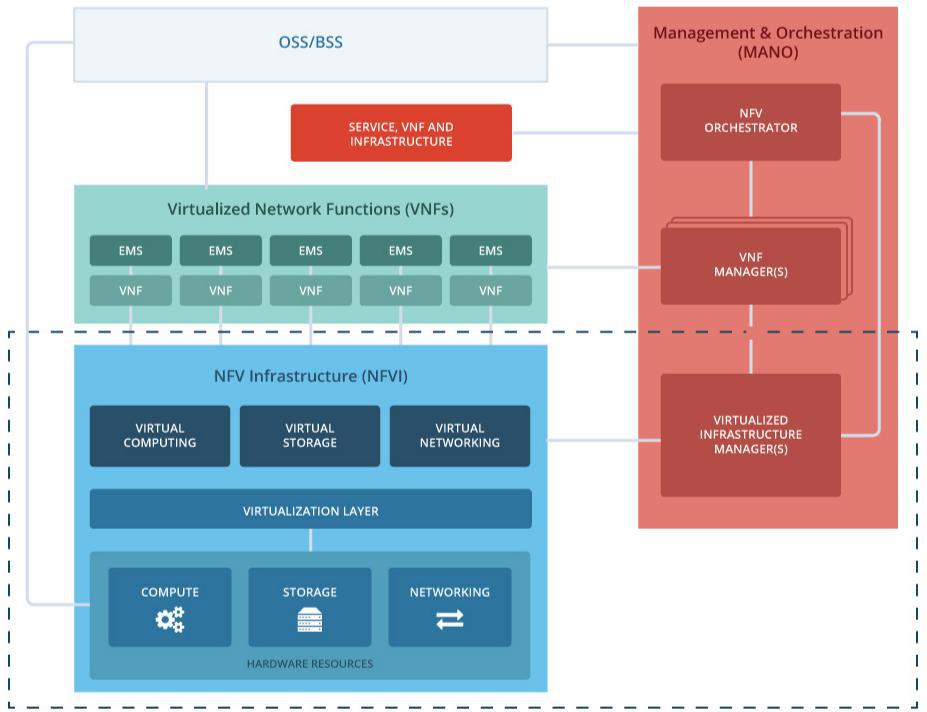 OSS/BSS
Management & Orchestration
(MANO)
SERVICE, VNF AND
INFRASTRUCTURE
NFV
ORCHESTRATOR
Virtualized Network Functions (VNFs)
EMS
EMS
EMS
EMS
EMS
VNF
VNF
VNF
VNF
VNF
VNF
MANAGER(S)
NFV Infrastructure (NFVI)
VIRTUAL
COMPUTING
VIRTUAL
STORAGE
VIRTUAL
NETWORKING
VIRTUALIZED
INFRASTRUCTURE
MANAGER(S)
VIRTUALIZATION LAYER
COMPUTE
STORAGE
NETWORKING
HARDWARE RESOURCES